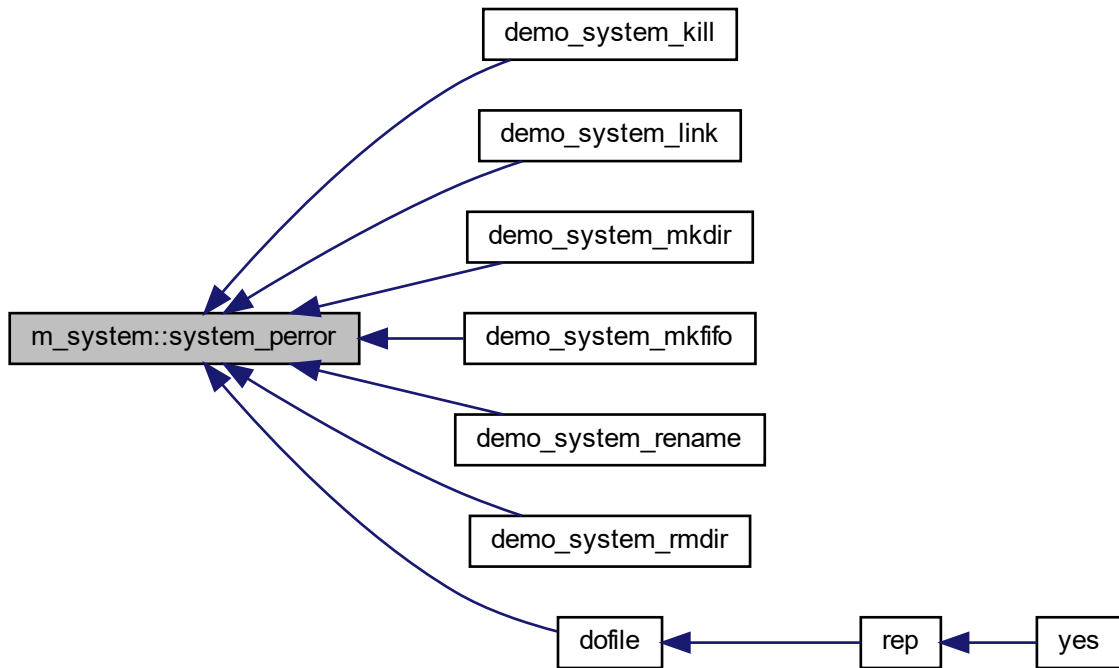 demo_system_kill
demo_system_link
demo_system_mkdir
m_system::system_perror
demo_system_mkfifo
demo_system_rename
demo_system_rmdir
dofile
rep
yes